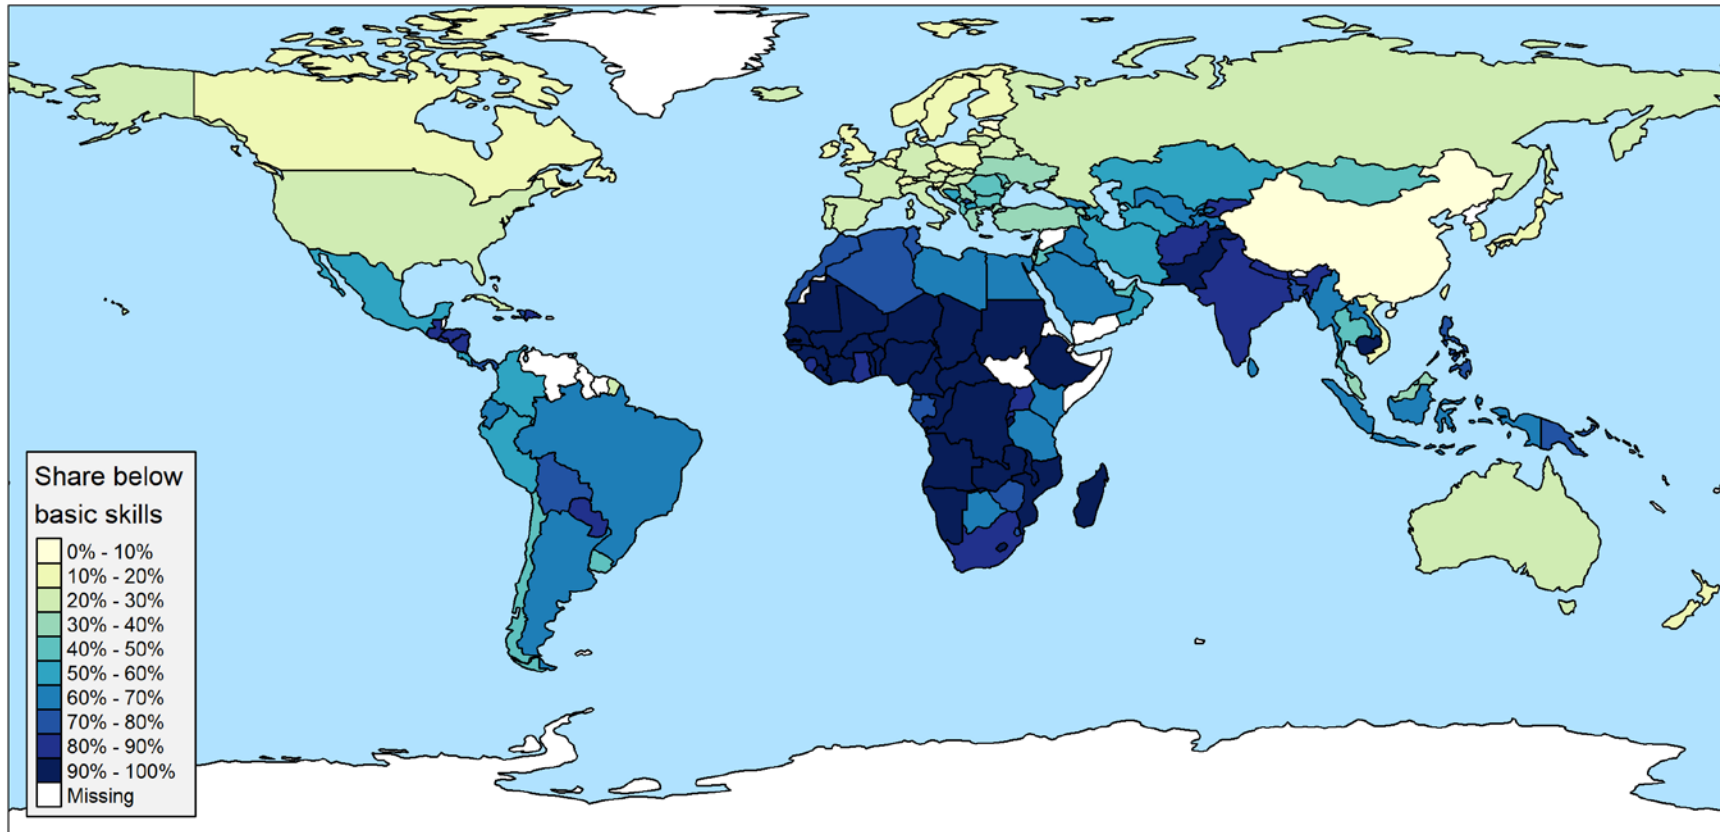 Share below
basic skills
0% - 10%
10% - 20%
20% - 30%
30% - 40%
40% - 50%
50% - 60%
60% - 70%
70% - 80%
80% - 90%
90% - 100%
Missing